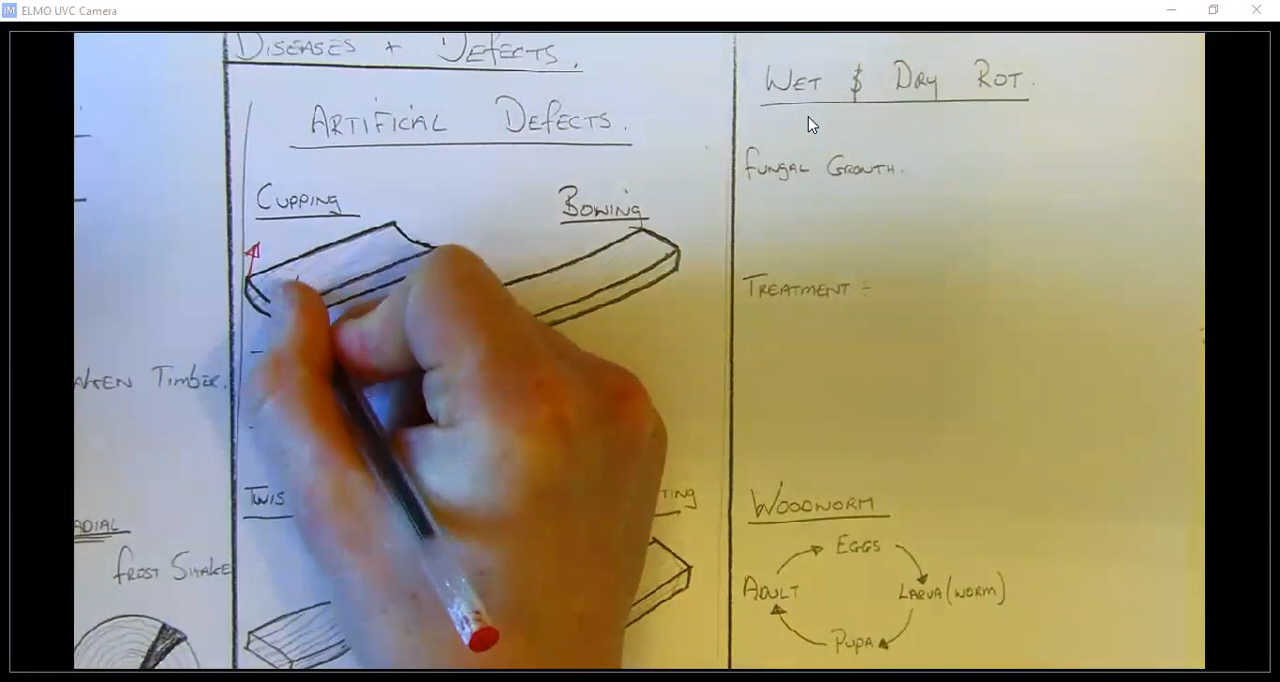 ELMO UVC Camera
DISEASES + DEFECTS.
ARTIFICIAL DEFECTS.
CUPPING
BOWING
TWIS
TING
TIMBER.
ADIAL
FROST SHAKE
WET & DRY ROT.
FUNGAL GROWTH.
TREATMENT :
WOODWORM
EGGS
ADULT
LARVA (WORM)
PUPA